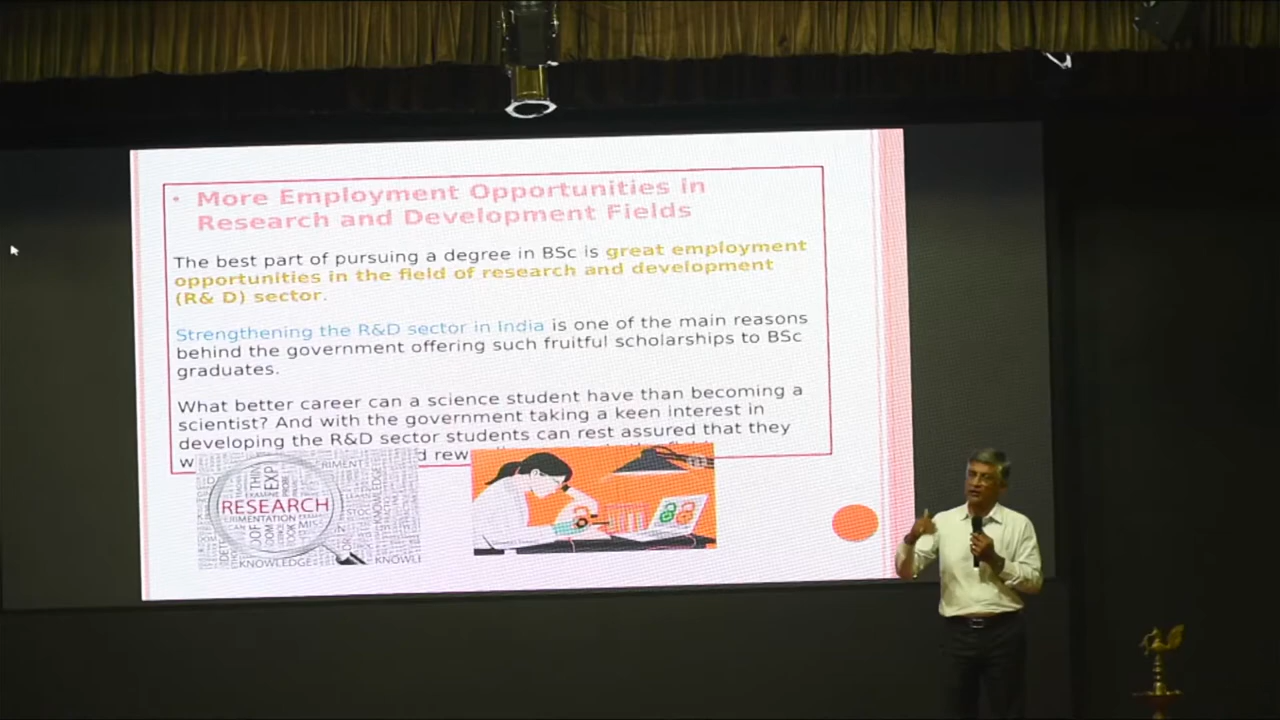 • More Employment Opportunities in
Research and Development Fields
The best part of pursuing a degree in BSc is great employment
opportunities in the field of research and development
(R& D) sector.
Strengthening the R&D sector in India is one of the main reasons
behind the government offering such fruitful scholarships to BSc
graduates.
What better career can a science student have than becoming a
scientist? And with the government taking a keen interest in
developing the R&D sector students can rest assured that they
RESEARCH
KNOWLEDGE